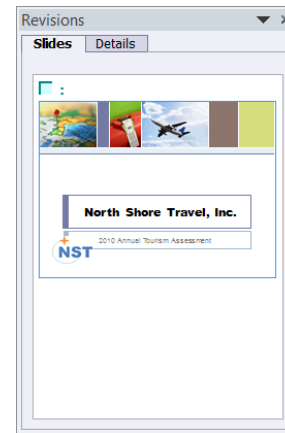 Revisions
Slides Details
:
North Shore Travel, Inc.
2010 Annual Tourism Assessment
NST